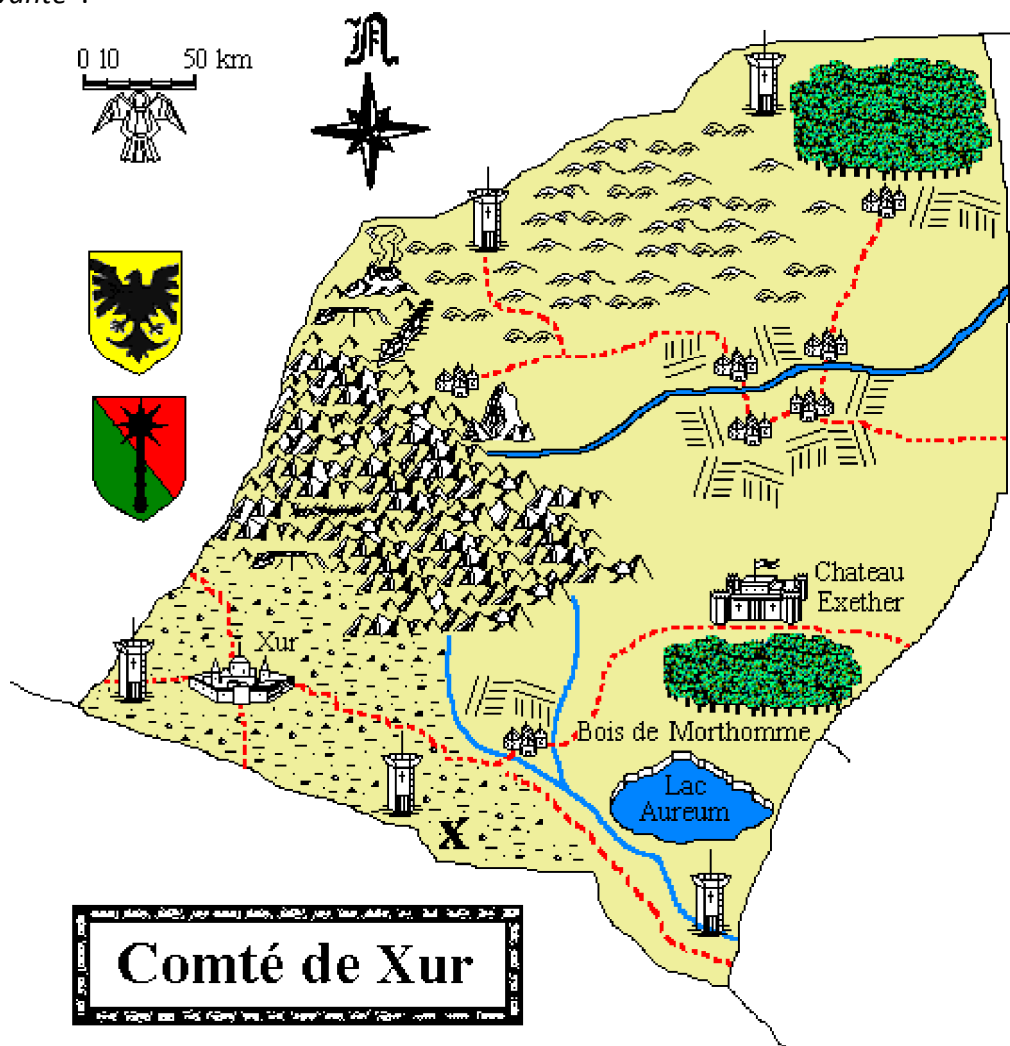 0 10 50 km
N
Chateau
Exether
Xur
Bois de Morthomme
Lac
Aureum
X
Comté de Xur